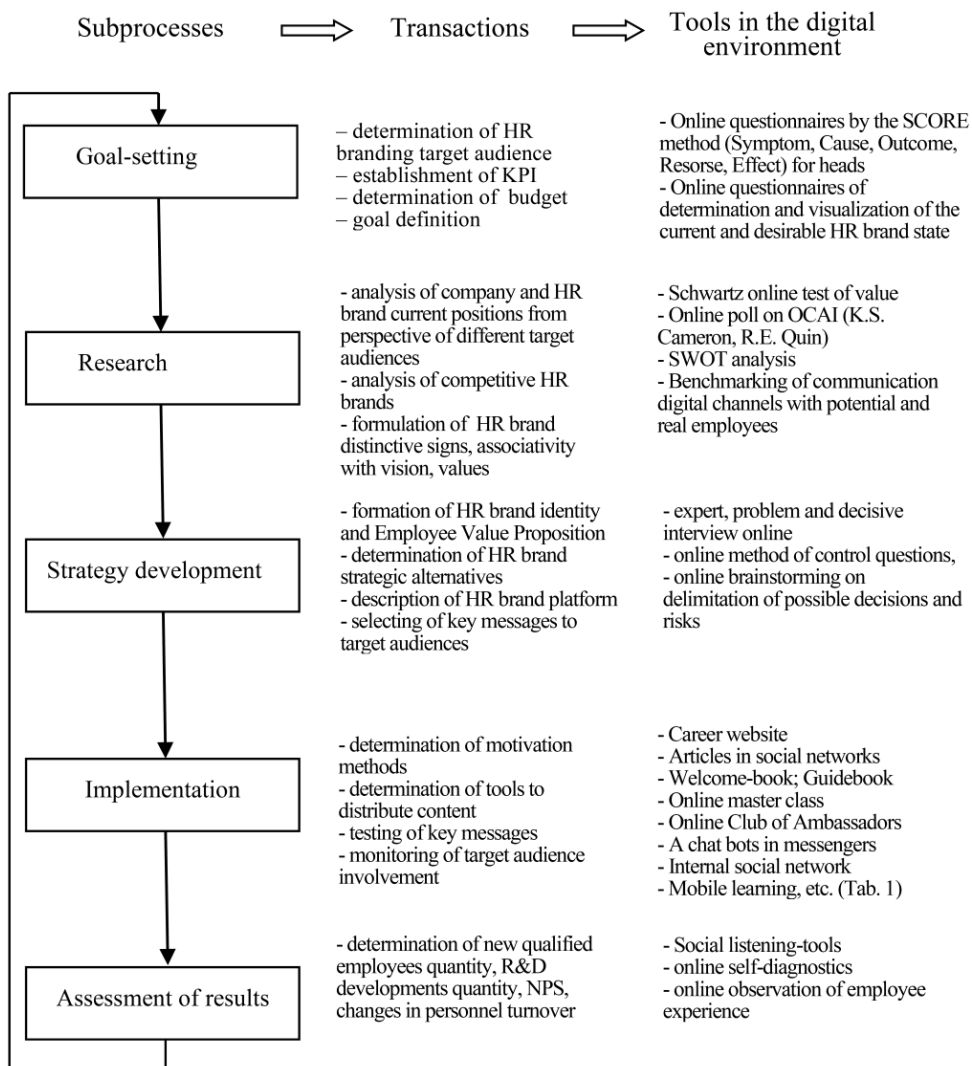 Subprocesses
Transactions
Tools in the digital
environment
Goal-setting
– determination of HR
branding target audience
– establishment of KPI
– determination of budget
– goal definition
- Online questionnaires by the SCORE
method (Symptom, Cause, Outcome,
Resorse, Effect) for heads
- Online questionnaires of
determination and visualization of the
current and desirable HR brand state
Research
- analysis of company and HR
brand current positions from
perspective of different target
audiences
- analysis of competitive HR
brands
- formulation of HR brand
distinctive signs, associativity
with vision, values
- Schwartz online test of value
- Online poll on OCAI (K.S.
Cameron, R.E. Quin)
- SWOT analysis
- Benchmarking of communication
digital channels with potential and
real employees
Strategy development
- formation of HR brand identity
and Employee Value Proposition
- determination of HR brand
strategic alternatives
- description of HR brand platform
- selecting of key messages to
target audiences
- expert, problem and decisive
interview online
- online method of control questions,
- online brainstorming on
delimitation of possible decisions and
risks
Implementation
- determination of motivation
methods
- determination of tools to
distribute content
- testing of key messages
- monitoring of target audience
involvement
- Career website
- Articles in social networks
- Welcome-book; Guidebook
- Online master class
- Online Club of Ambassadors
- A chat bots in messengers
- Internal social network
- Mobile learning, etc. (Tab. 1)
Assessment of results
- determination of new qualified
employees quantity, R&D
developments quantity, NPS,
changes in personnel turnover
- Social listening-tools
- online self-diagnostics
- online observation of employee
experience